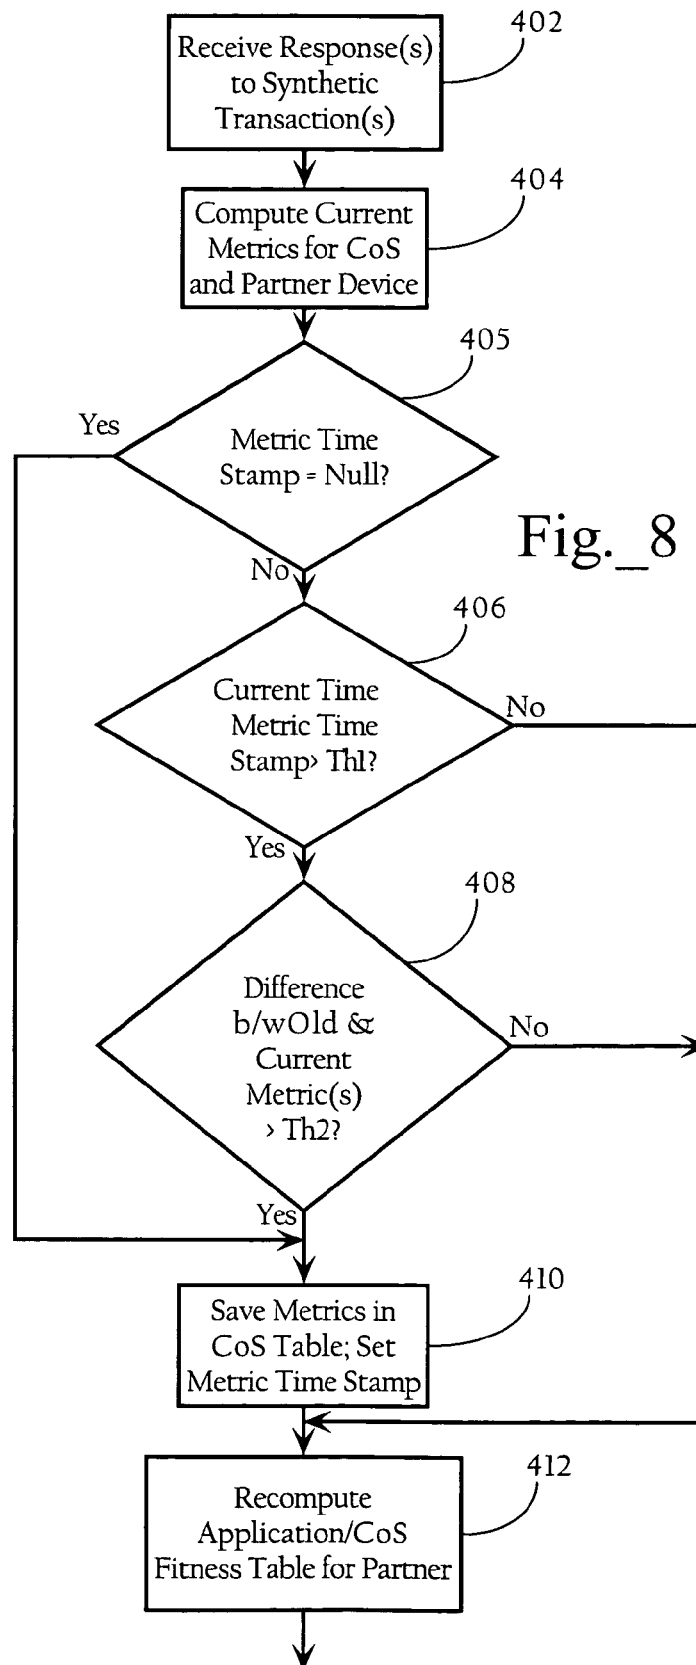 402
Receive Response(s)
to Synthetic
Transaction(s)
404
Compute Current
Metrics for CoS
and Partner Device
405
Yes
Metric Time
Stamp = Null?
Fig._8
No
406
Current Time
Metric Time
Stamp> Th1?
No
Yes
408
Difference
b/wOld &
Current
Metric(s)
> Th2?
No
Yes
410
Save Metrics in
CoS Table; Set
Metric Time Stamp
412
Recompute
Application/CoS
Fitness Table for Partner